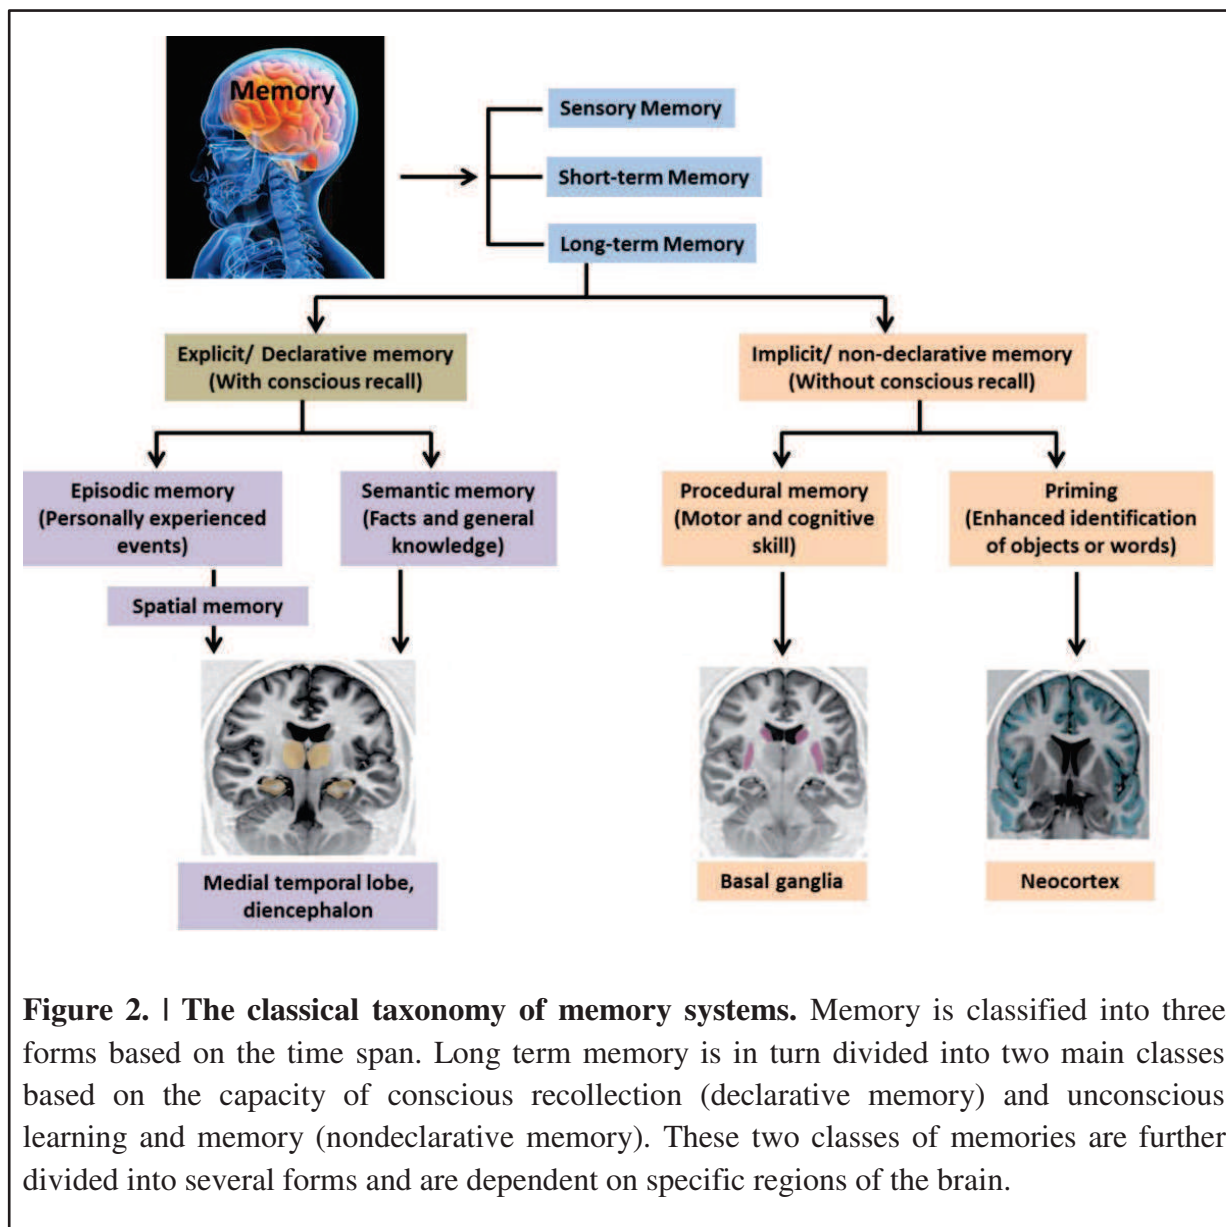 Memory
Sensory Memory
Short-term Memory
Long-term Memory
Explicit/ Declarative memory
(With conscious recall)
Implicit/ non-declarative memory
(Without conscious recall)
Episodic memory
(Personally experienced
events)
Semantic memory
(Facts and general
knowledge)
Procedural memory
(Motor and cognitive
skill)
Priming
(Enhanced identification
of objects or words)
Spatial memory
Medial temporal lobe,
diencephalon
Basal ganglia
Neocortex
Figure 2. | The classical taxonomy of memory systems. Memory is classified into three
forms based on the time span. Long term memory is in turn divided into two main classes
based on the capacity of conscious recollection (declarative memory) and unconscious
learning and memory (nondeclarative memory). These two classes of memories are further
divided into several forms and are dependent on specific regions of the brain.